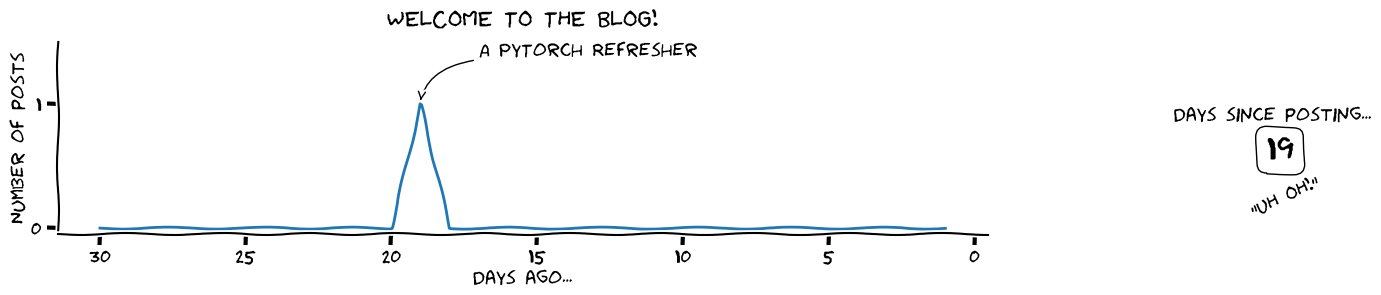 WELCOME TO THE BLOG!
A PYTORCH REFRESHER
NUMBER OF POSTS
1
0
30 25 20 15 10 5 0
DAYS AGO...
DAYS SINCE POSTING...
19
"UH OH!"